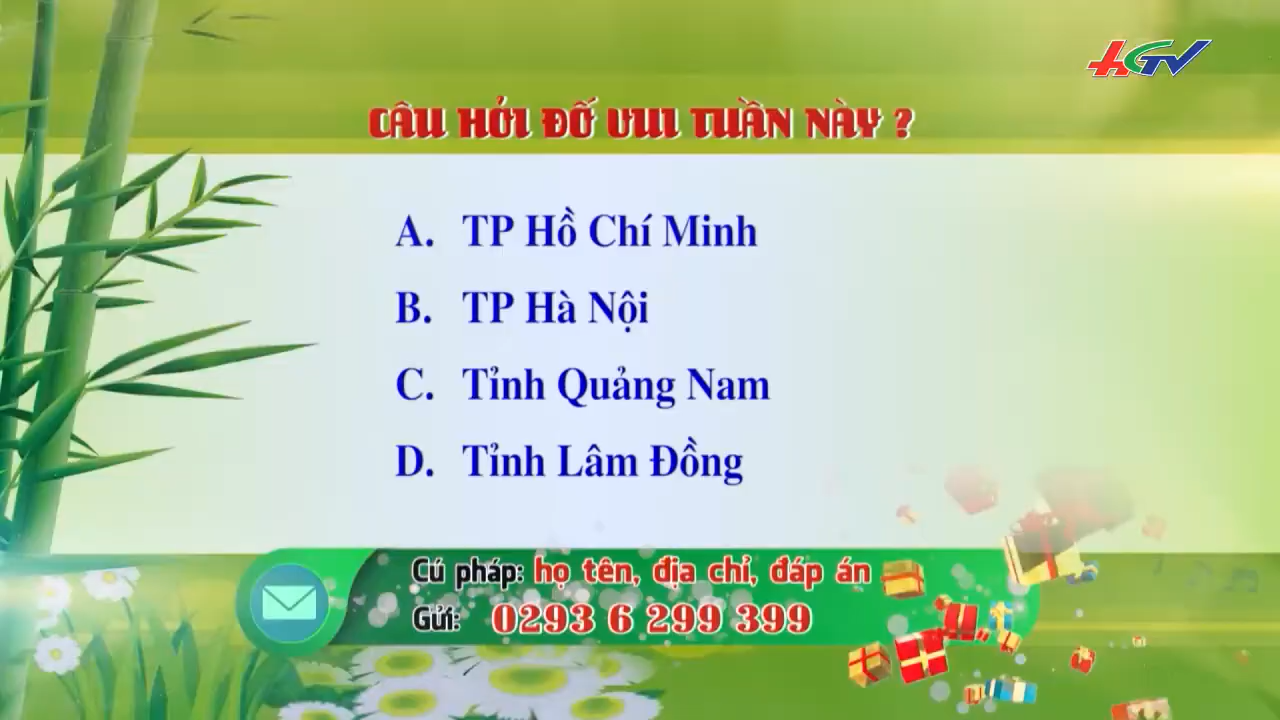 HGTV
CÂU HỎI ĐỐ VUI TUẦN NÀY ?
A. TP Hồ Chí Minh
B. TP Hà Nội
C. Tỉnh Quảng Nam
D. Tỉnh Lâm Đồng
Cú pháp: họ tên, địa chỉ, đáp án
Gửi: 0293 6 299 399